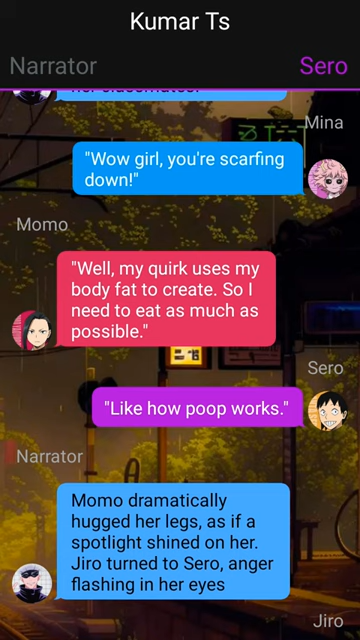 Kumar Ts
Narrator
Sero
her classmates.
Mina
"Wow girl, you're scarfing
down!"
Momo
"Well, my quirk uses my
body fat to create. So I
need to eat as much as
possible."
Sero
"Like how poop works."
Narrator
Momo dramatically
hugged her legs, as if a
spotlight shined on her.
Jiro turned to Sero, anger
flashing in her eyes
Jiro